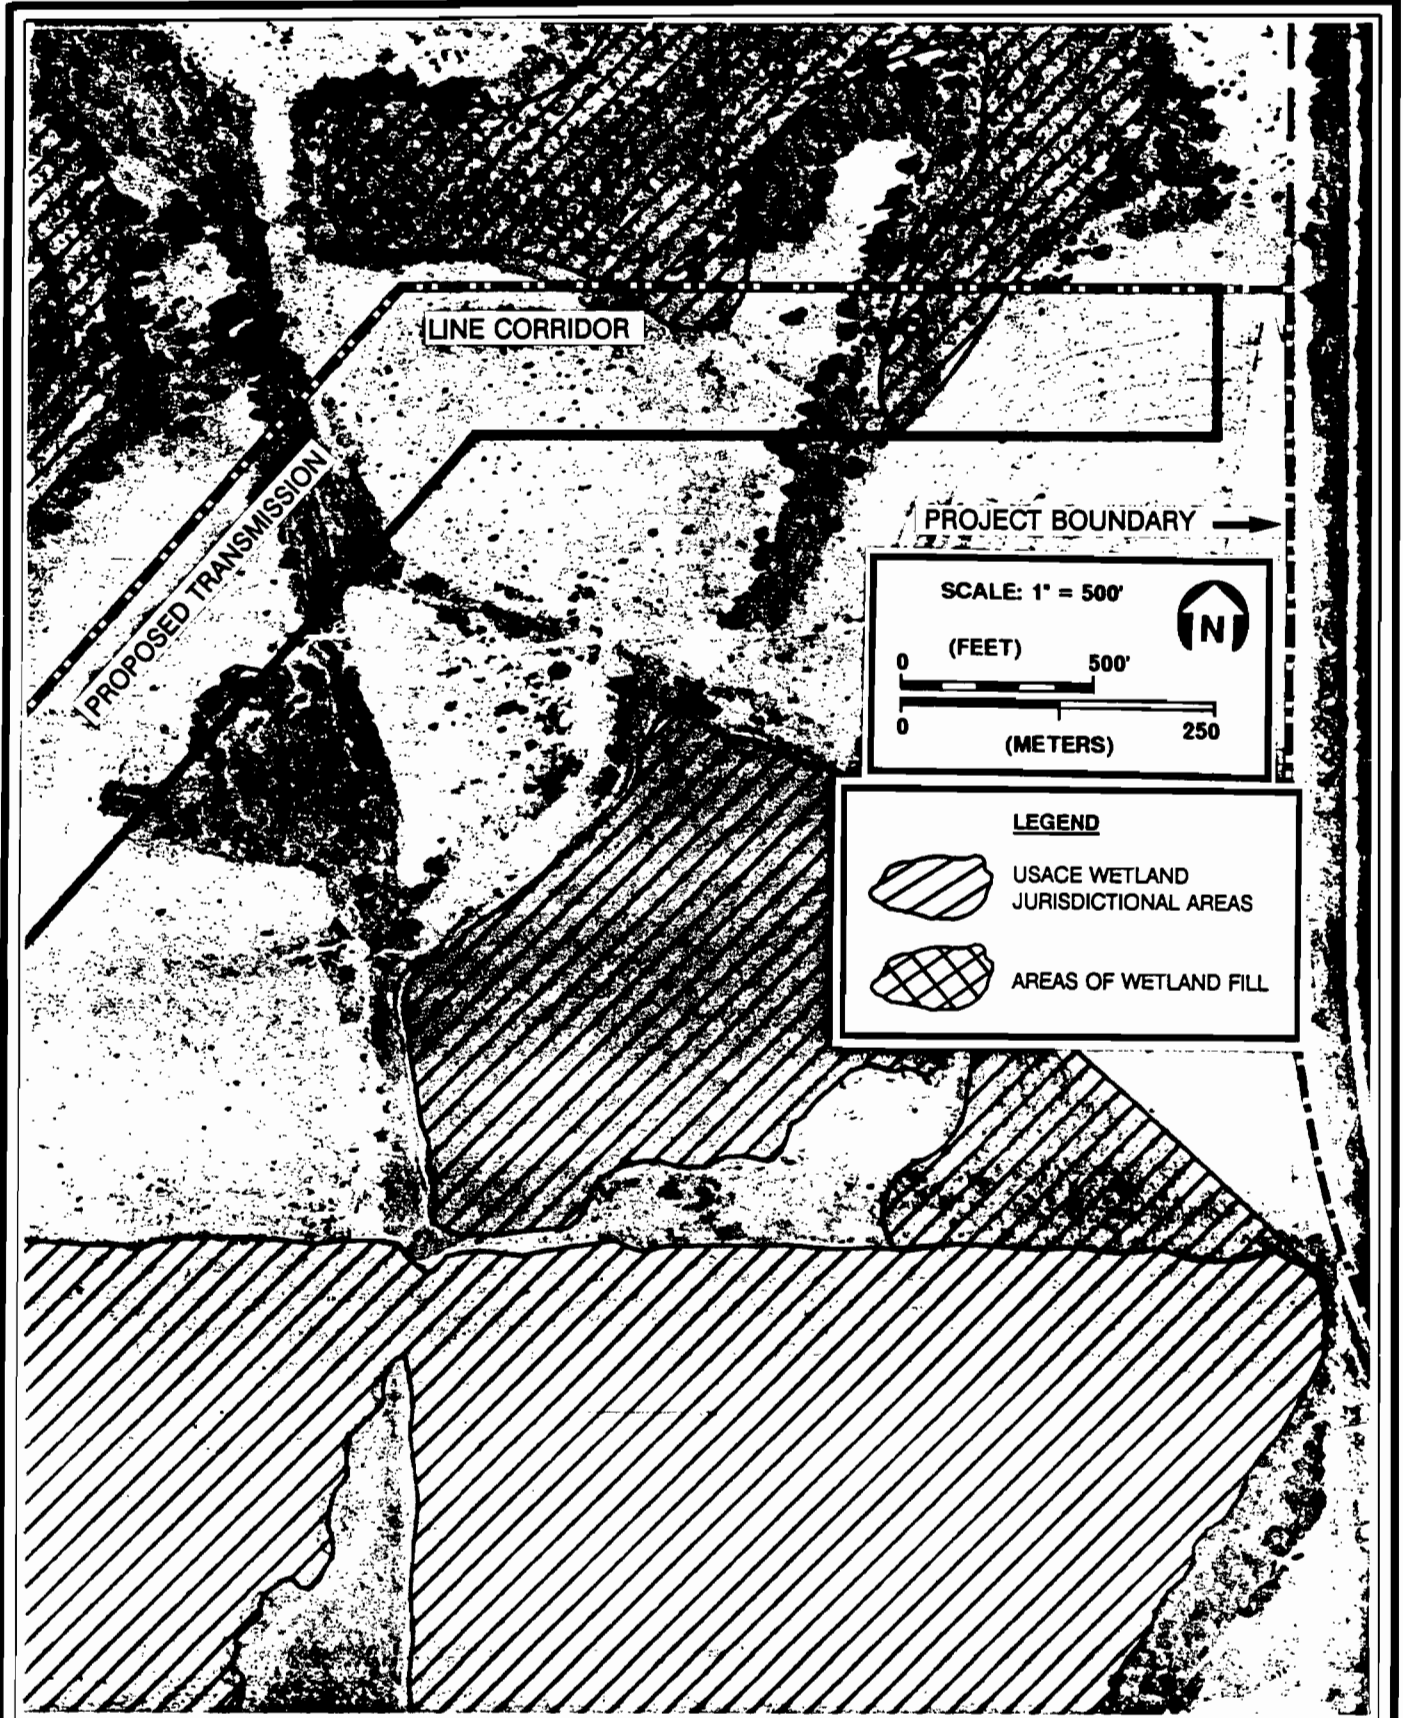 LINE CORRIDOR
PROPOSED TRANSMISSION
PROJECT BOUNDARY
SCALE: 1" = 500'
N
(FEET)
0 500'
0 250
(METERS)
LEGEND
USACE WETLAND
JURISDICTIONAL AREAS
AREAS OF WETLAND FILL